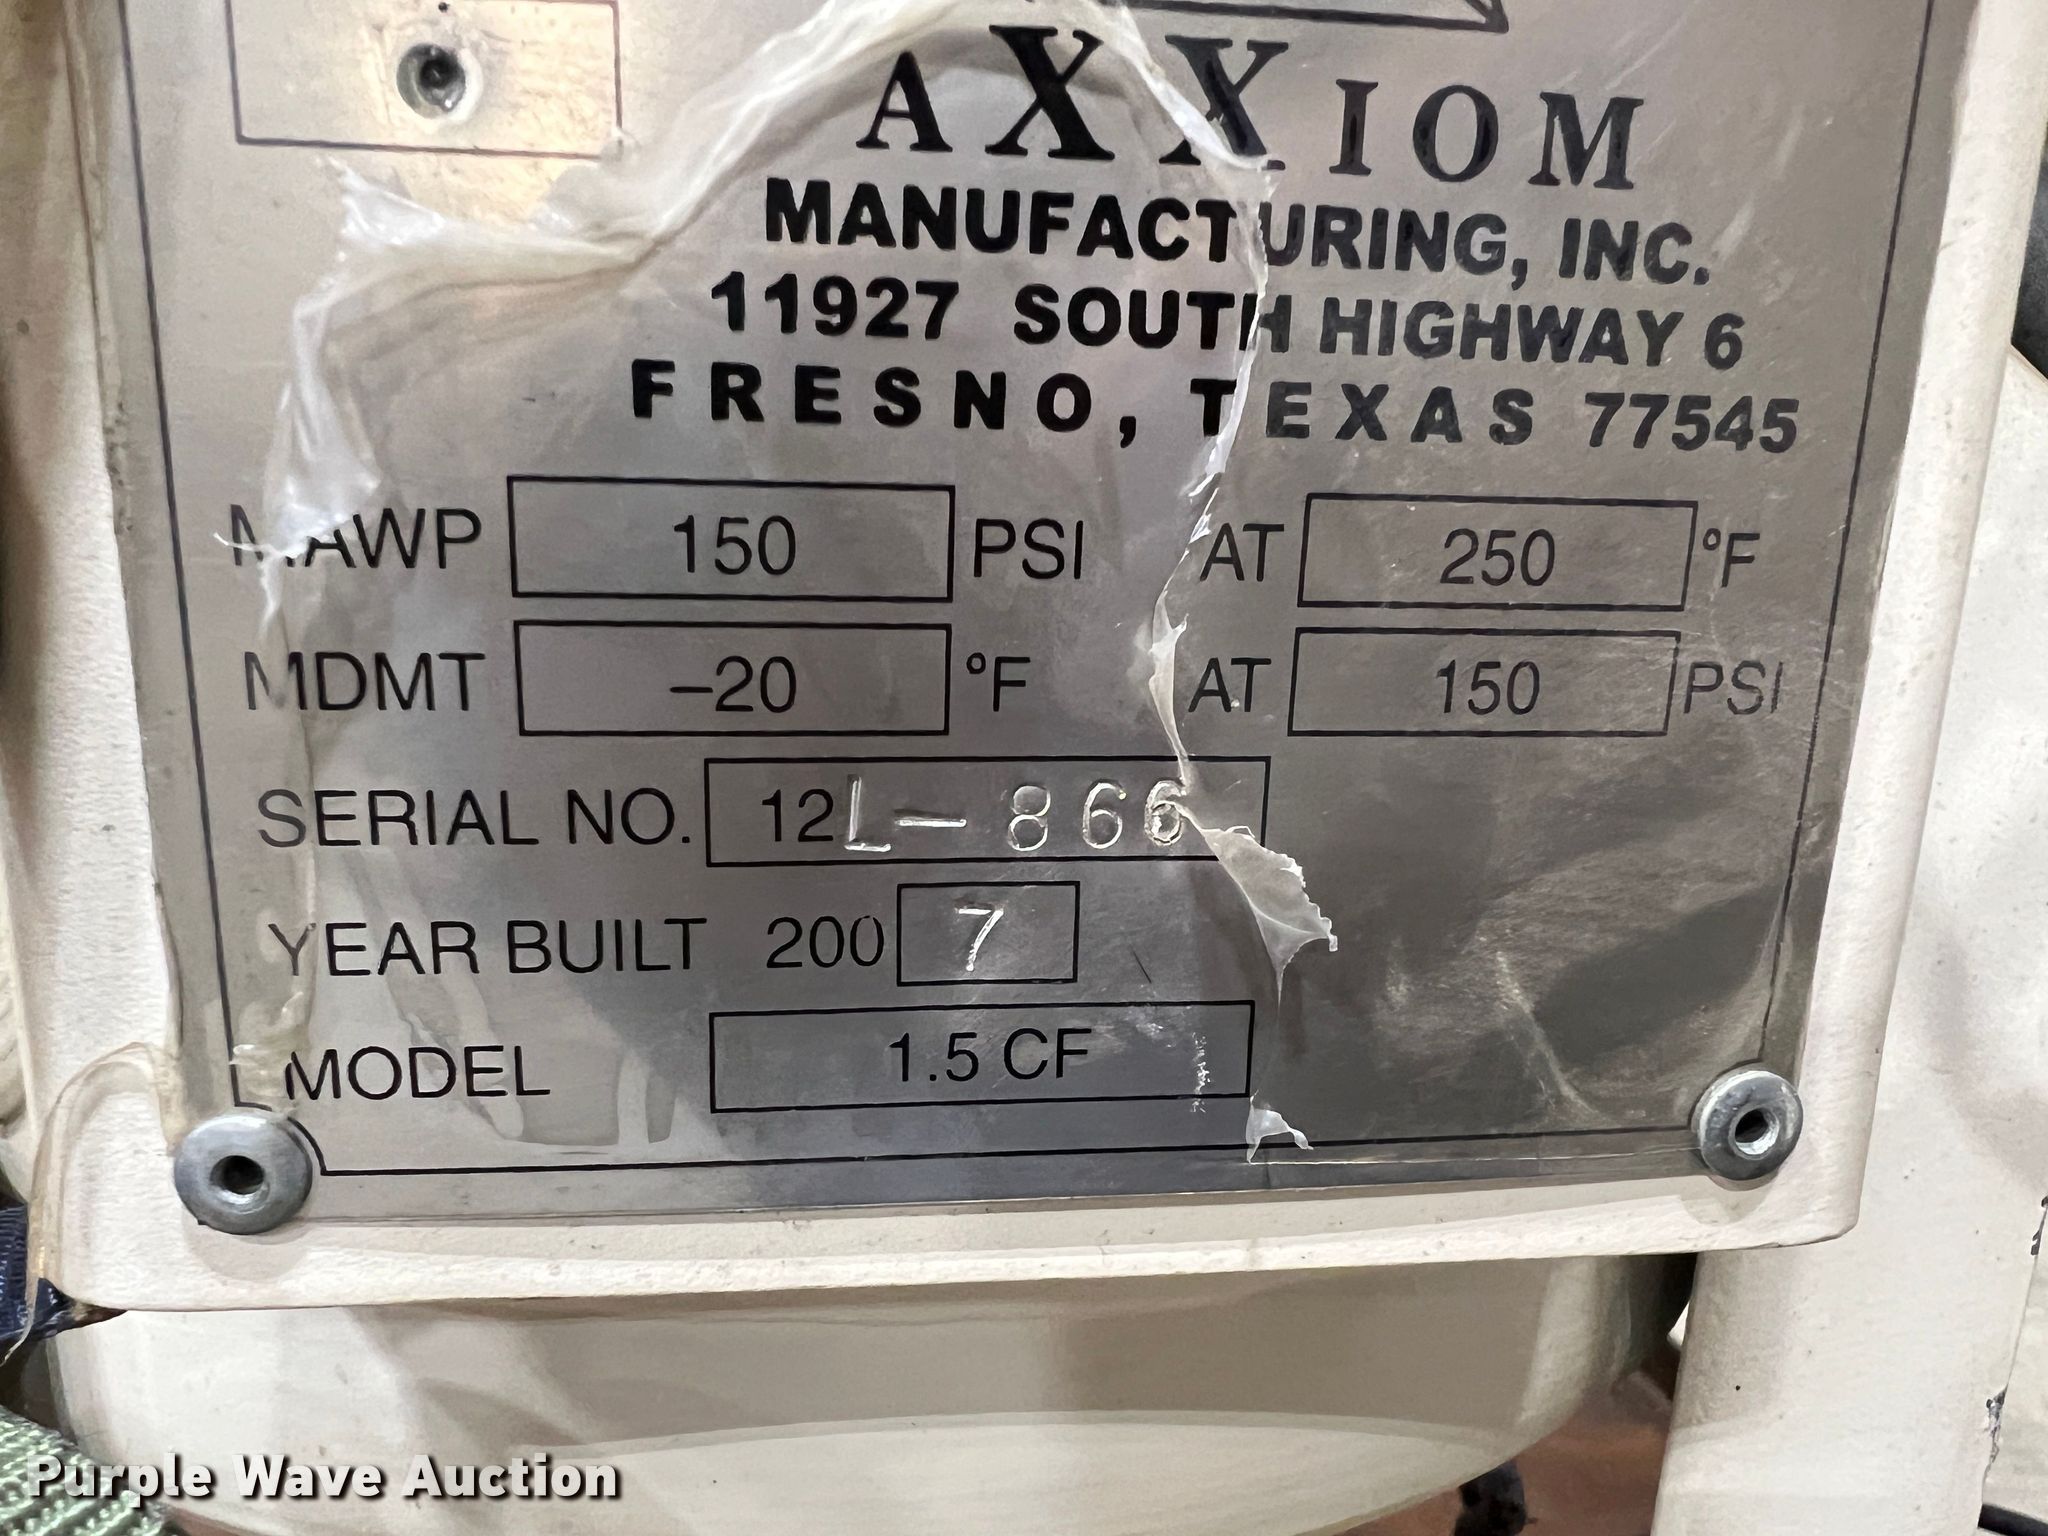 AXXIOM
MANUFACTURING, INC.
11927 SOUTH HIGHWAY 6
FRESNO, TEXAS 77545
MAWP 150 PSI AT 250 °F
MDMT -20 °F AT 150 PSI
SERIAL NO. 12L-866
YEAR BUILT 2007
MODEL 1.5 CF
Purple Wave Auction